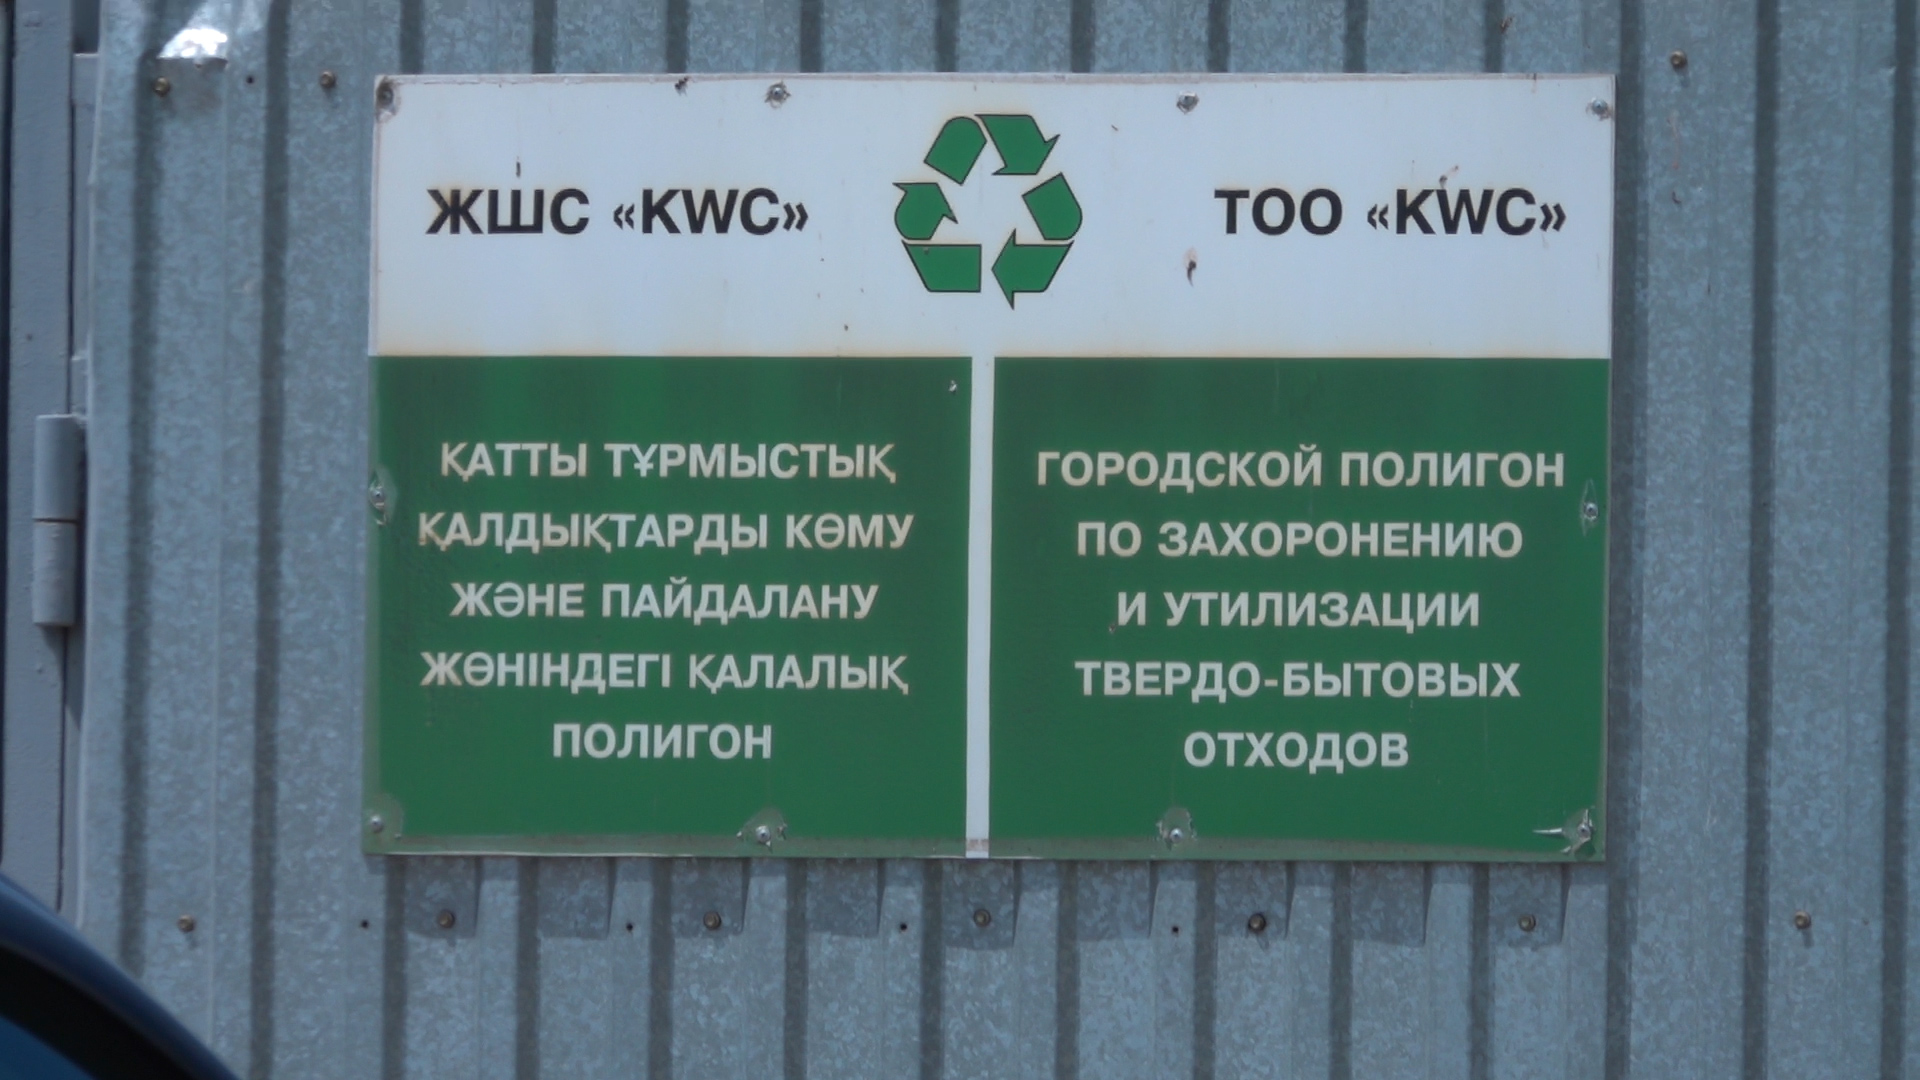 ЖШС «KWC»
ТОО «KWC»
ҚАТТЫ ТҰРМЫСТЫҚ
ҚАЛДЫҚТАРДЫ КӨМУ
ЖӘНЕ ПАЙДАЛАНУ
ЖӨНІНДЕГІ ҚАЛАЛЫҚ
ПОЛИГОН
ГОРОДСКОЙ ПОЛИГОН
ПО ЗАХОРОНЕНИЮ
И УТИЛИЗАЦИИ
ТВЕРДО-БЫТОВЫХ
ОТХОДОВ